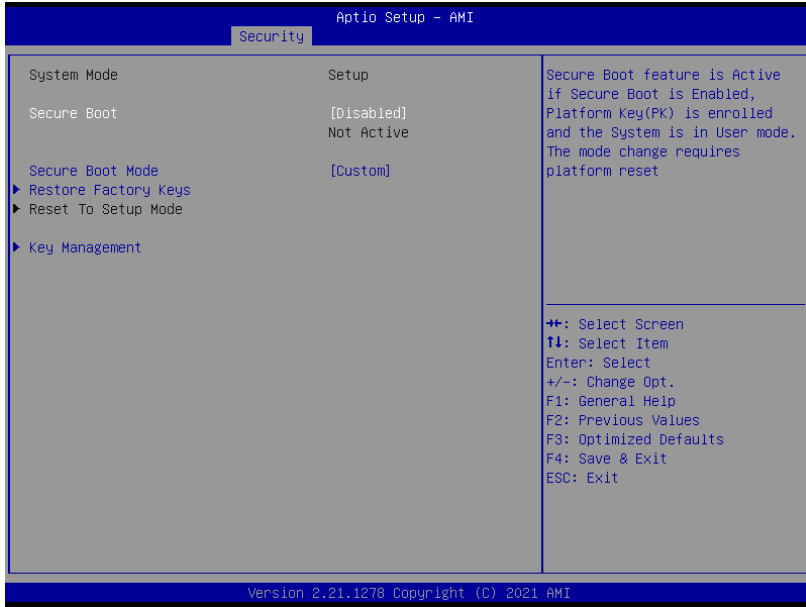 Aptio Setup – AMI
Security
System Mode Setup
Secure Boot [Disabled]
Not Active
Secure Boot Mode [Custom]
Restore Factory Keys
Reset To Setup Mode
Key Management
Secure Boot feature is Active
if Secure Boot is Enabled,
Platform Key(PK) is enrolled
and the System is in User mode.
The mode change requires
platform reset
→←: Select Screen
↑↓: Select Item
Enter: Select
+/-: Change Opt.
F1: General Help
F2: Previous Values
F3: Optimized Defaults
F4: Save & Exit
ESC: Exit
Version 2.21.1278 Copyright (C) 2021 AMI